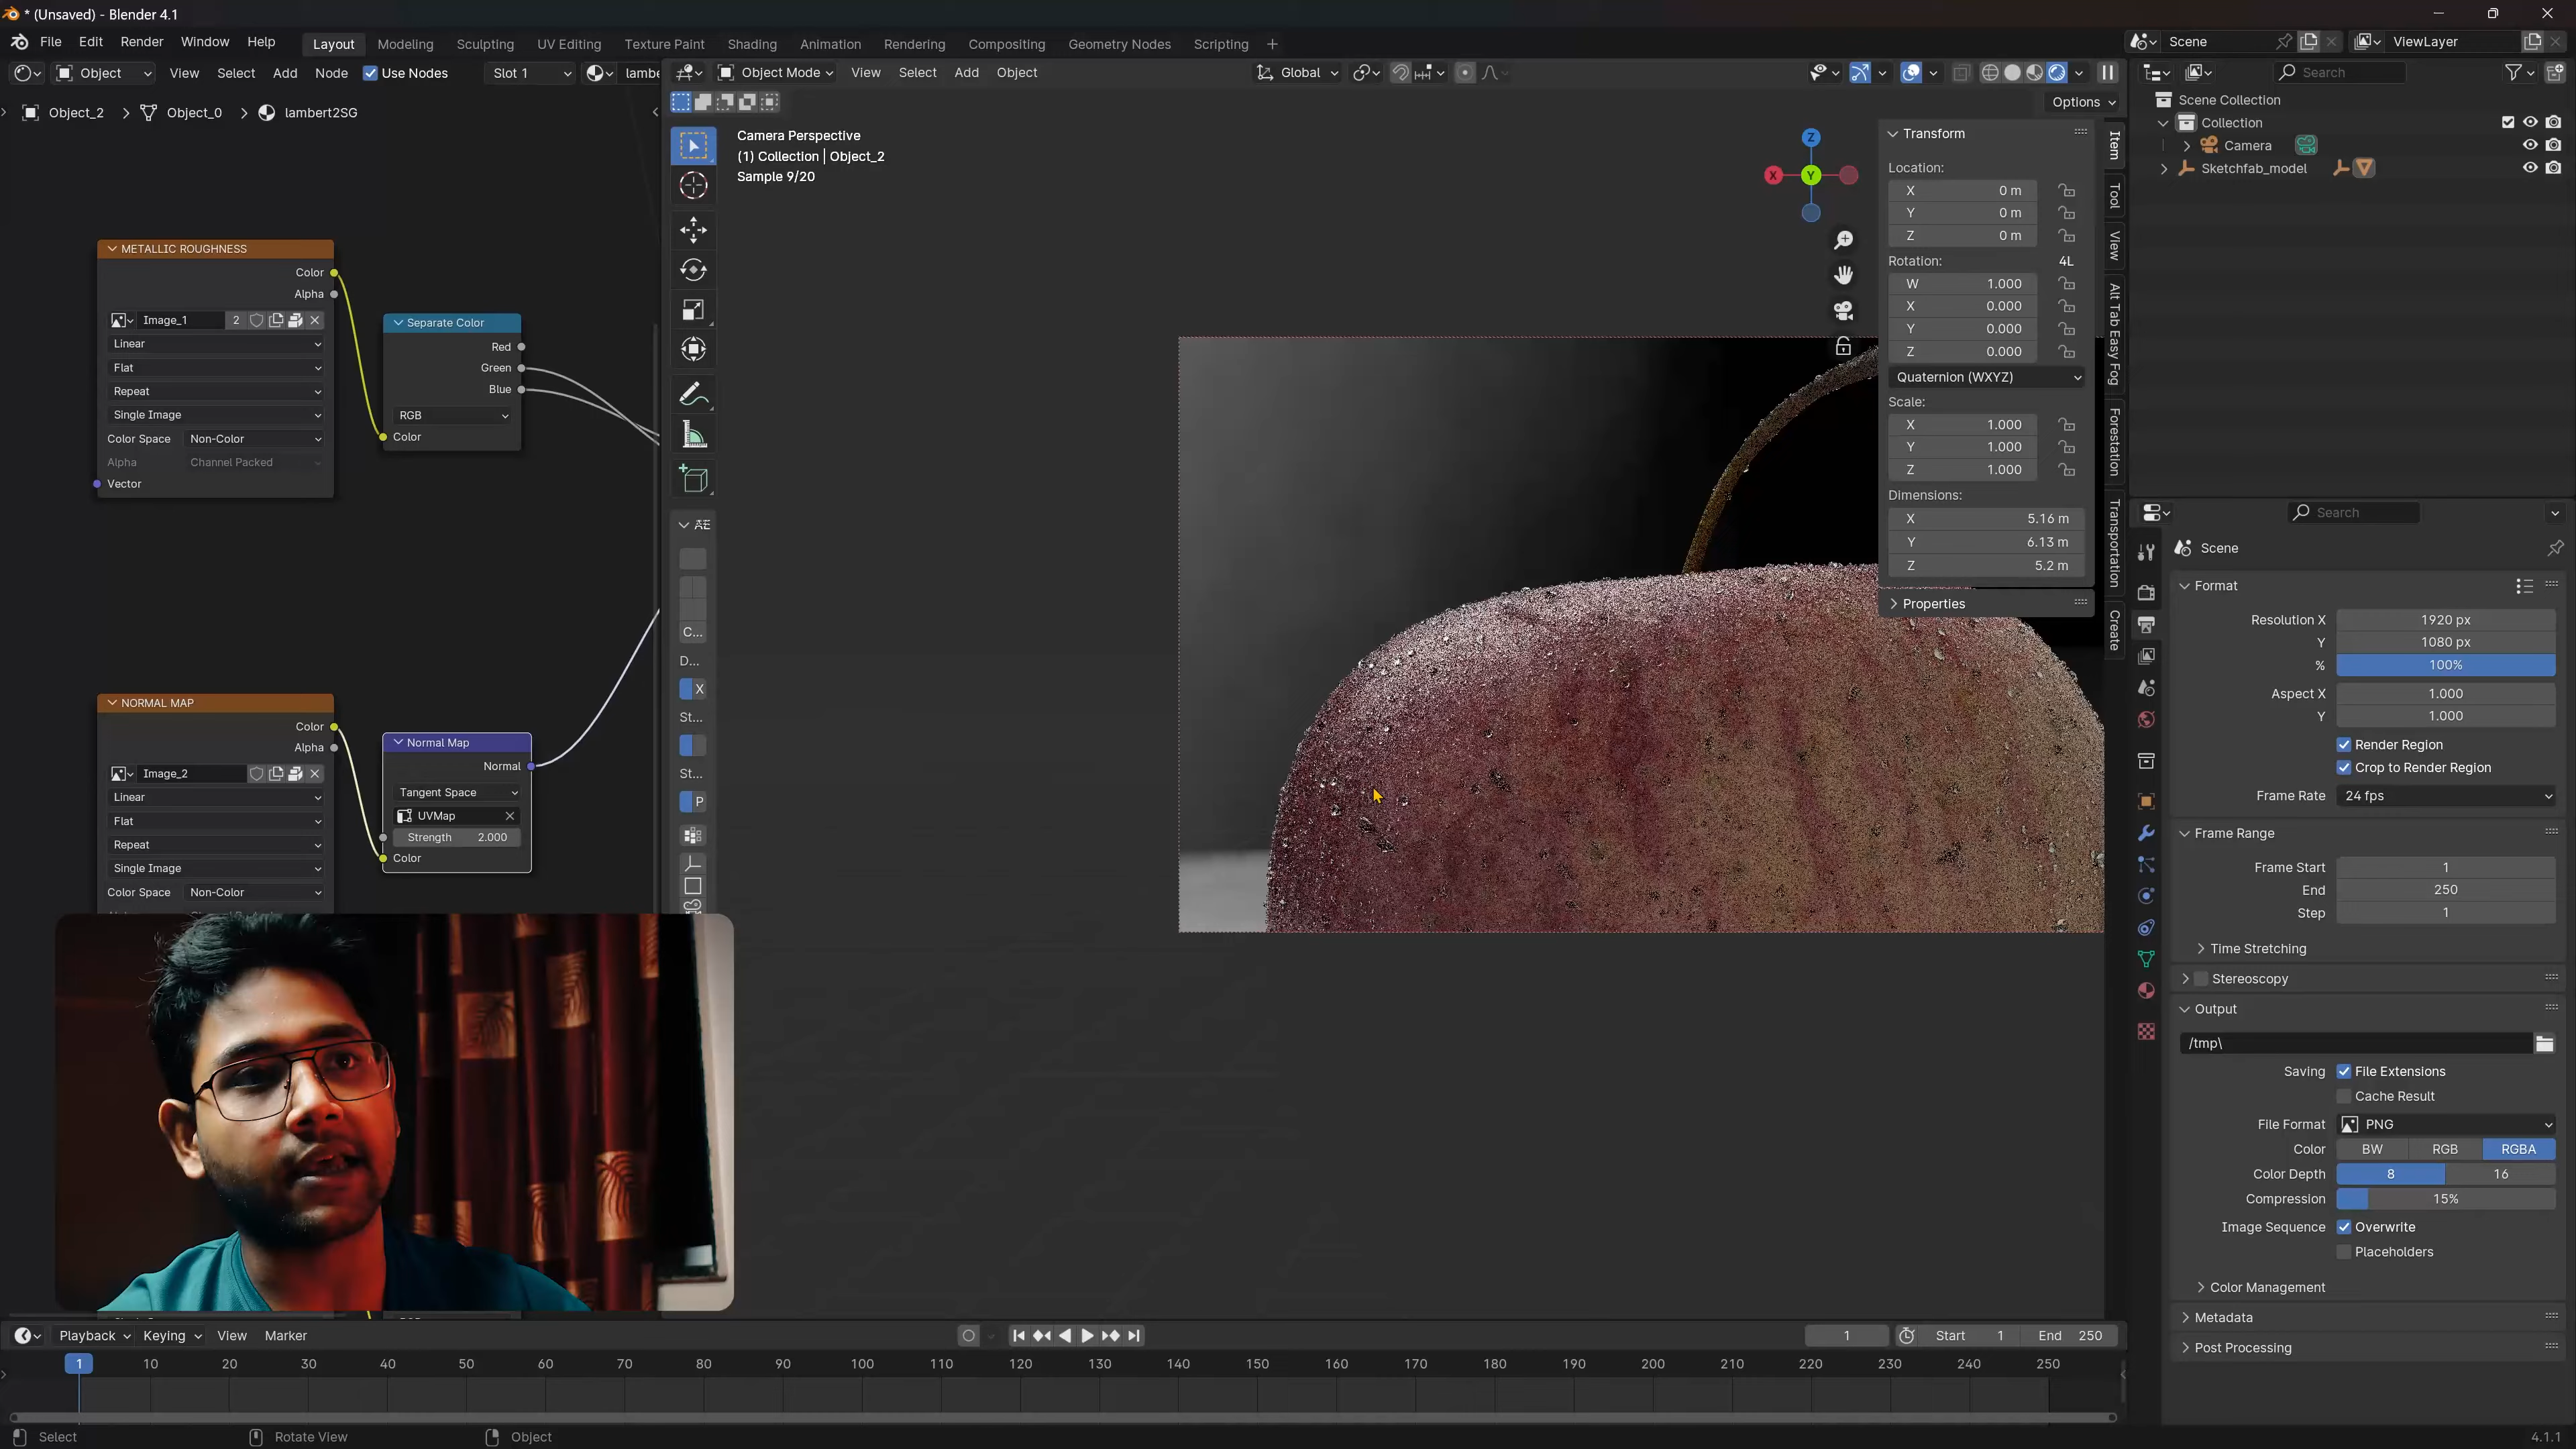 * (Unsaved) - Blender 4.1
File Edit Render Window Help
Layout Modeling Sculpting UV Editing Texture Paint Shading Animation Rendering Compositing Geometry Nodes Scripting +
Scene
ViewLayer
Object View Select Add Node Use Nodes Slot 1
Object Mode View Select Add Object
Global
Options
Object_2 > Object_0 > lambert2SG
METALLIC ROUGHNESS
Color
Alpha
Image_1 2
Linear
Flat
Repeat
Single Image
Color Space Non-Color
Alpha Channel Packed
Vector
Separate Color
Red
Green
Blue
RGB
Color
NORMAL MAP
Color
Alpha
Image_2
Linear
Flat
Repeat
Single Image
Color Space Non-Color
Normal Map
Normal
Tangent Space
UVMap
Strength 2.000
Color
Camera Perspective
(1) Collection | Object_2
Sample 9/20
C...
D...
X
St...
St...
P
Z
X
Y
Transform
Location:
X 0 m
Y 0 m
Z 0 m
Rotation: 4L
W 1.000
X 0.000
Y 0.000
Z 0.000
Quaternion (WXYZ)
Scale:
X 1.000
Y 1.000
Z 1.000
Dimensions:
X 5.16 m
Y 6.13 m
Z 5.2 m
Properties
Item
Tool
View
Alt Tab Easy Fog
Forestation
Transportation
Create
Search
Scene Collection
Collection
Camera
Sketchfab_model
Search
Scene
Format
Resolution X 1920 px
Y 1080 px
% 100%
Aspect X 1.000
Y 1.000
Render Region
Crop to Render Region
Frame Rate 24 fps
Frame Range
Frame Start 1
End 250
Step 1
Time Stretching
Stereoscopy
Output
/tmp\
Saving File Extensions
Cache Result
File Format PNG
Color BW RGB RGBA
Color Depth 8 16
Compression 15%
Image Sequence Overwrite
Placeholders
Color Management
Metadata
Post Processing
Playback Keying View Marker
1 Start 1 End 250
1 10 20 30 40 50 60 70 80 90 100 110 120 130 140 150 160 170 180 190 200 210 220 230 240 250
Select Rotate View Object
4.1.1